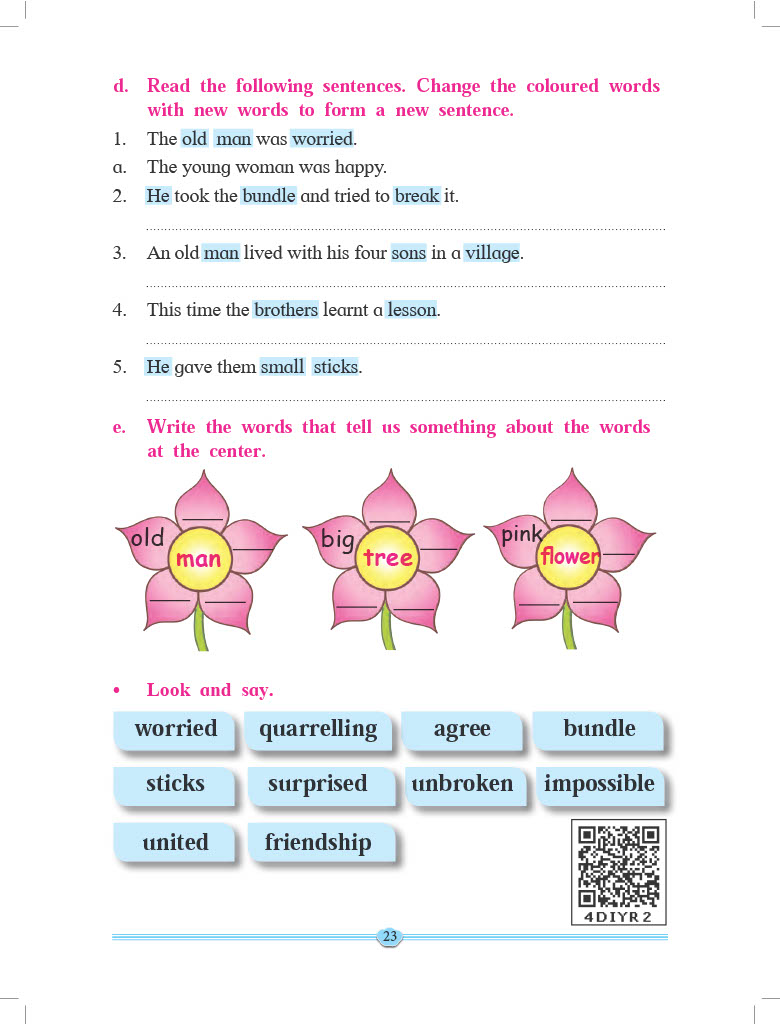 d. Read the following sentences. Change the coloured words
with new words to form a new sentence.
1. The old man was worried.
a. The young woman was happy.
2. He took the bundle and tried to break it.
3. An old man lived with his four sons in a village.
4. This time the brothers learnt a lesson.
5. He gave them small sticks.
e. Write the words that tell us something about the words
at the center.
old man big tree pink flower
• Look and say.
worried quarrelling agree bundle
sticks surprised unbroken impossible
united friendship
4DIYR2
23